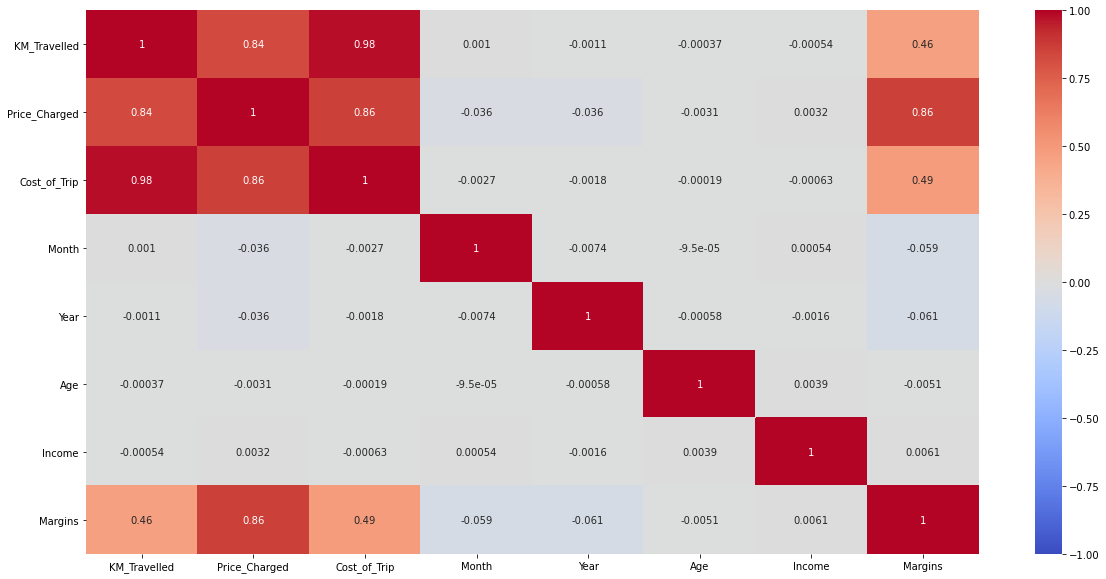 KM_Travelled 1 0.84 0.98 0.001 -0.0011 -0.00037 -0.00054 0.46
Price_Charged 0.84 1 0.86 -0.036 -0.036 -0.0031 0.0032 0.86
Cost_of_Trip 0.98 0.86 1 -0.0027 -0.0018 -0.00019 -0.00063 0.49
Month 0.001 -0.036 -0.0027 1 -0.0074 -9.5e-05 0.00054 -0.059
Year -0.0011 -0.036 -0.0018 -0.0074 1 -0.00058 -0.0016 -0.061
Age -0.00037 -0.0031 -0.00019 -9.5e-05 -0.00058 1 0.0039 -0.0051
Income -0.00054 0.0032 -0.00063 0.00054 -0.0016 0.0039 1 0.0061
Margins 0.46 0.86 0.49 -0.059 -0.061 -0.0051 0.0061 1
KM_Travelled Price_Charged Cost_of_Trip Month Year Age Income Margins
1.00
0.75
0.50
0.25
0.00
−0.25
−0.50
−0.75
−1.00